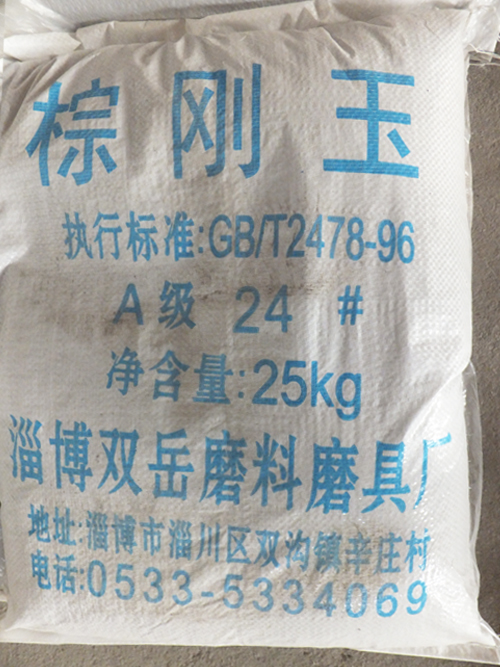 棕刚玉
执行标准:GB/T2478-96
A级 24 #
净含量:25kg
淄博双岳磨料磨具厂
地址:淄博市淄川区双沟镇辛庄村
电话:0533-5334069